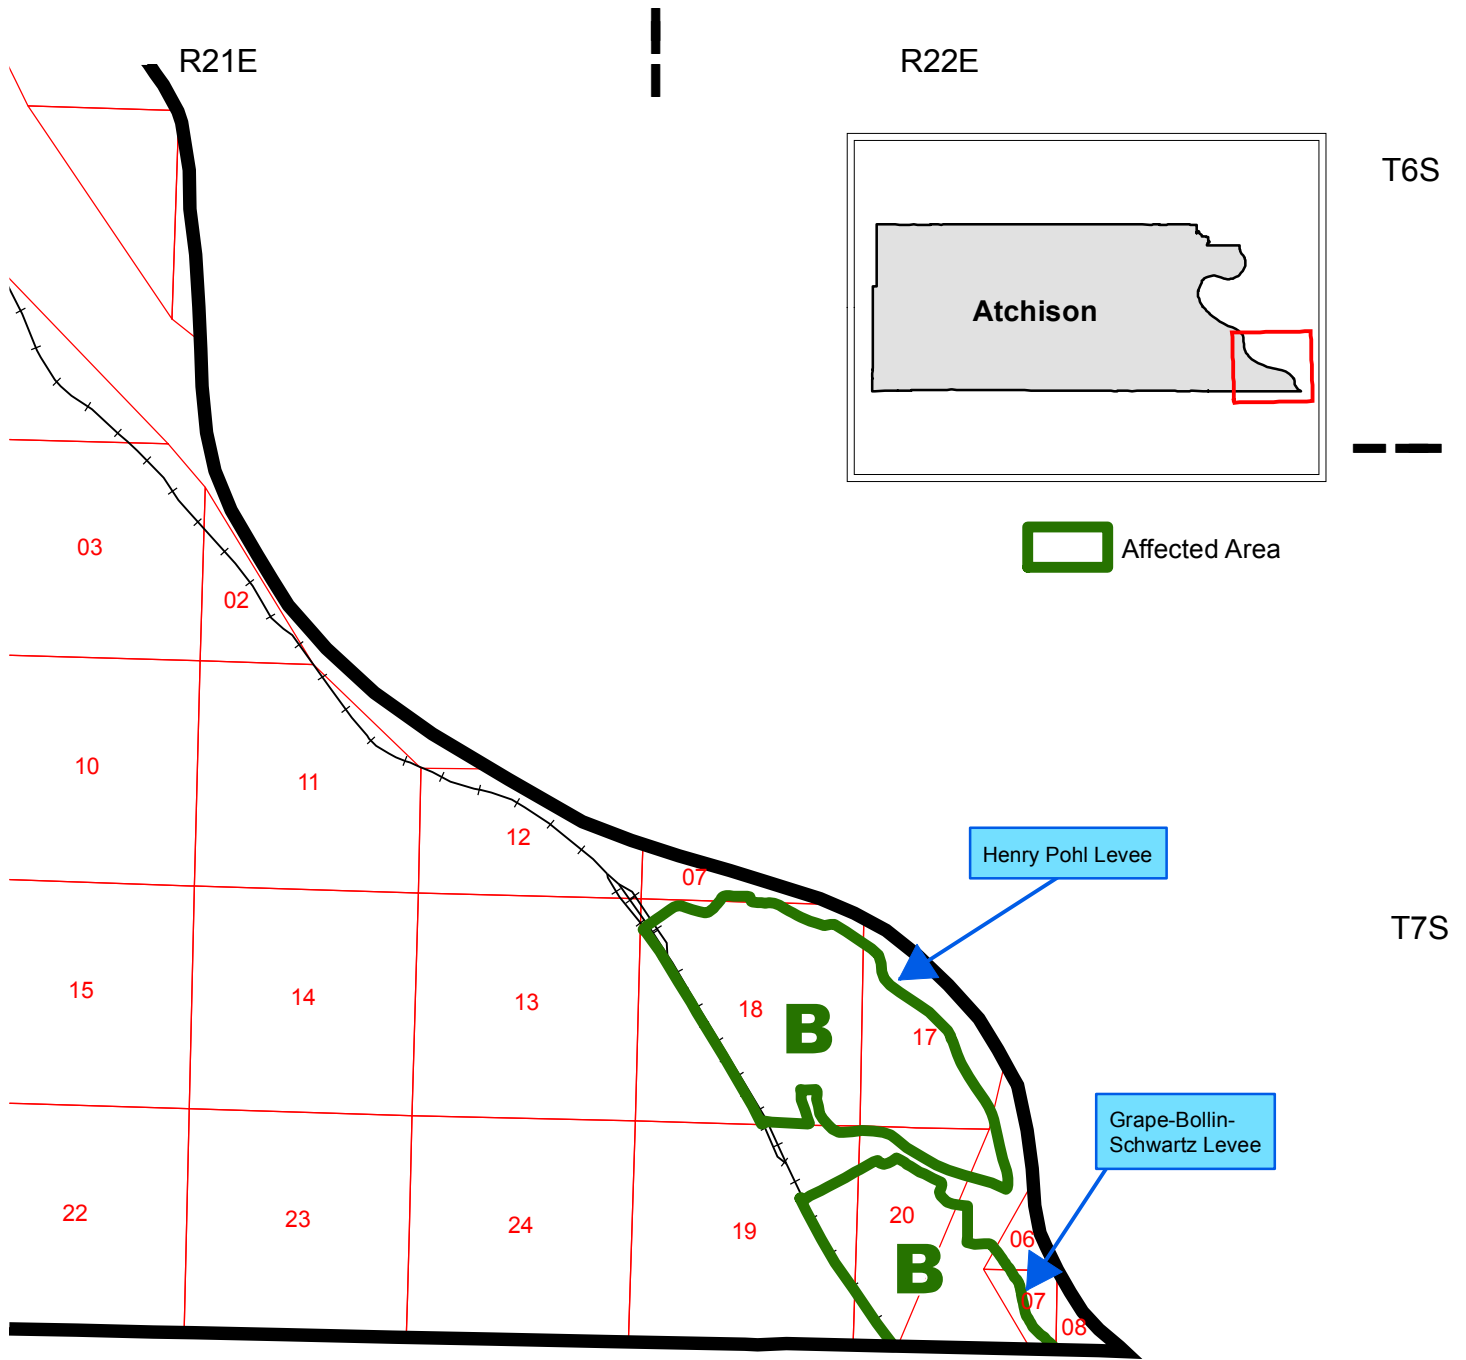 R21E
R22E
T6S
Atchison
Affected Area
03
02
10
11
12
07
Henry Pohl Levee
T7S
15
14
13
18
B
17
Grape-Bollin-
Schwartz Levee
22
23
24
19
20
06
B
07
08